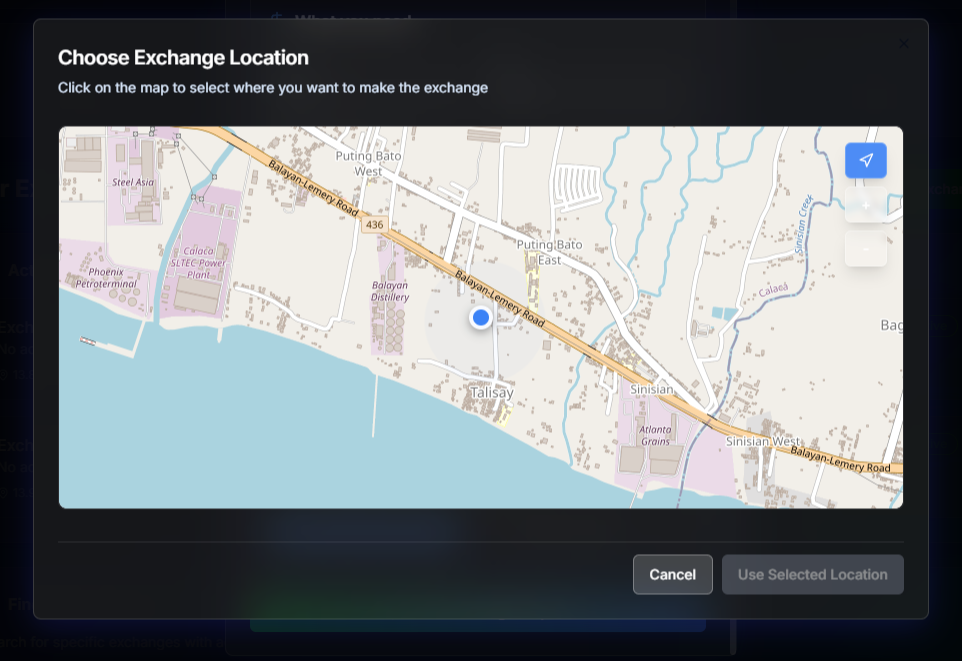 Choose Exchange Location
Click on the map to select where you want to make the exchange
Puting Bato
West
Steel Asia
Balayan-Lemery Road
436
Sinisian Creek
Puting Bato
East
Calaca
SLTEC Power
Plant
Phoenix
Petroterminal
Balayan
Distillery
Balayan-Lemery Road
Calacá
Bag
Talisay
Sinisian
Atlanta
Grains
Sinisian West
Balayan-Lemery Road
Cancel
Use Selected Location